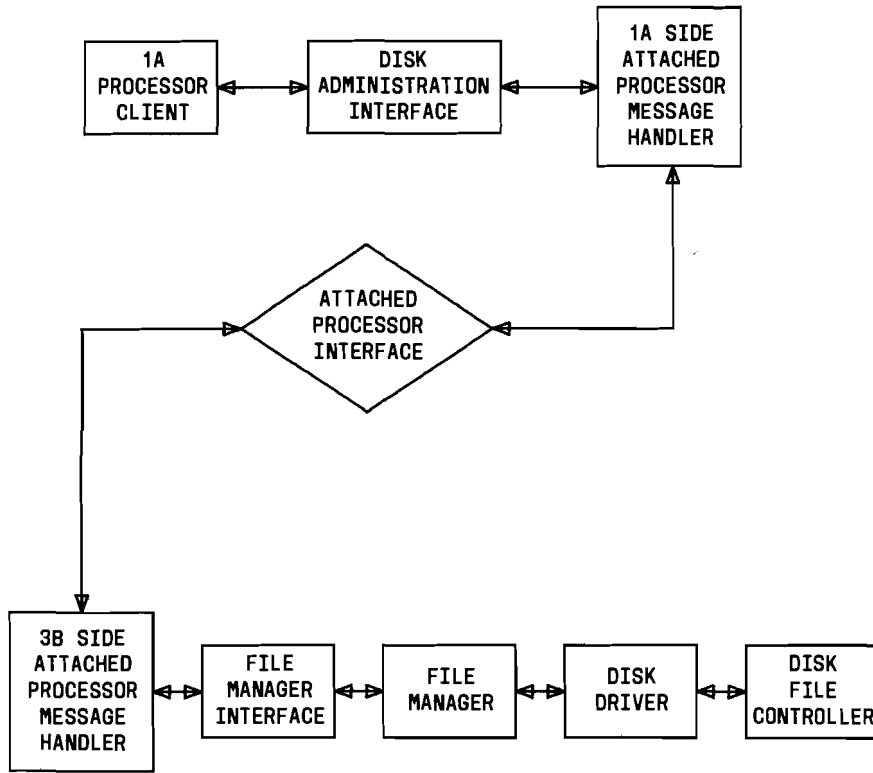 1A
PROCESSOR
CLIENT
DISK
ADMINISTRATION
INTERFACE
1A SIDE
ATTACHED
PROCESSOR
MESSAGE
HANDLER
ATTACHED
PROCESSOR
INTERFACE
3B SIDE
ATTACHED
PROCESSOR
MESSAGE
HANDLER
FILE
MANAGER
INTERFACE
FILE
MANAGER
DISK
DRIVER
DISK
FILE
CONTROLLER